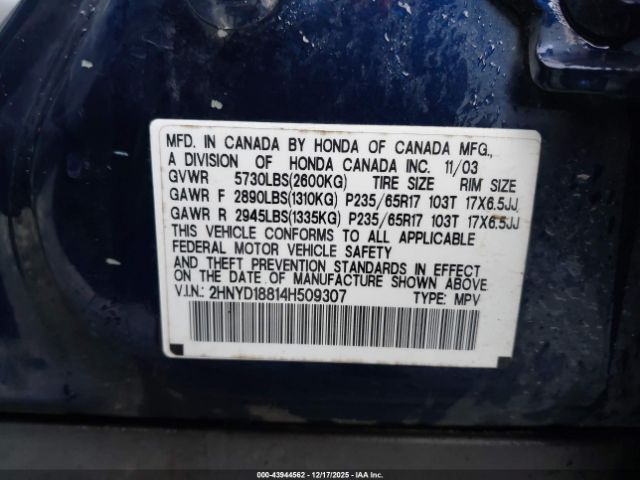 MFD. IN CANADA BY HONDA OF CANADA MFG.,
A DIVISION OF HONDA CANADA INC. 11/03
GVWR 5730LBS(2600KG) TIRE SIZE RIM SIZE
GAWR F 2890LBS(1310KG) P235/65R17 103T 17X6.5JJ
GAWR R 2945LBS(1335KG) P235/65R17 103T 17X6.5JJ
THIS VEHICLE CONFORMS TO ALL APPLICABLE
FEDERAL MOTOR VEHICLE SAFETY
AND THEFT PREVENTION STANDARDS IN EFFECT
ON THE DATE OF MANUFACTURE SHOWN ABOVE.
V.I.N.: 2HNYD18814H509307 TYPE: MPV
000-43944562 - 12/17/2025 - IAA Inc.